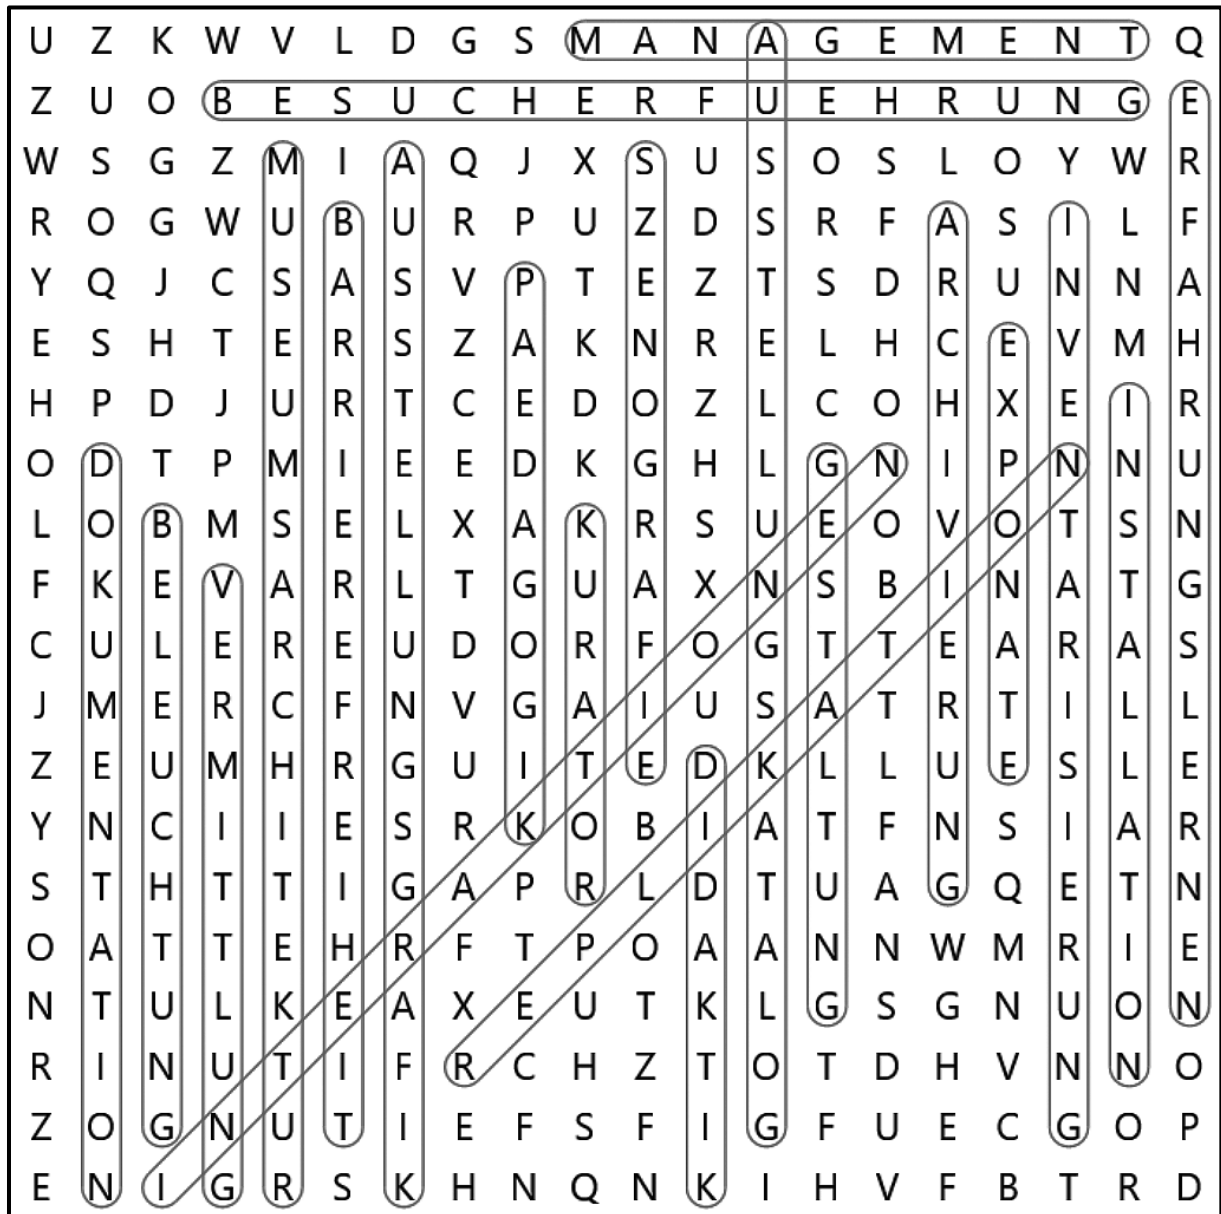 U Z K W V L D G S M A N A G E M E N T Q
Z U O B E S U C H E R F U E H R U N G E
W S G Z M I A Q J X S U S O S L O Y W R
R O G W U B U R P U Z D S R F A S I L F
Y Q J C S A S V P T E Z T S D R U N N A
E S H T E R S Z A K N R E L H C E V M H
H P D J U R T C E D O Z L C O H X E I R
O D T P M I E E D K G H L G N I P N N U
L O B M S E L X A K R S U E O V O T S N
F K E V A R L T G U A X N S B I N A T G
C U L E R E U D O R F O G T T E A R A S
J M E R C F N V G A I U S A T R T I L L
Z E U M H R G U I T E D K L L U E S L E
Y N C I I E S R K O B I A T F N S I A R
S T H T T I G A P R L D T U A G Q E T N
O A T T E H R F T P O A A N N W M R I E
N T U L K E A X E U T K L G S G N U O N
R I N U T I F R C H Z T O T D H V N N O
Z O G N U T I E F S F I G F U E C G O P
E N I G R S K H N Q N K I H V F B T R D